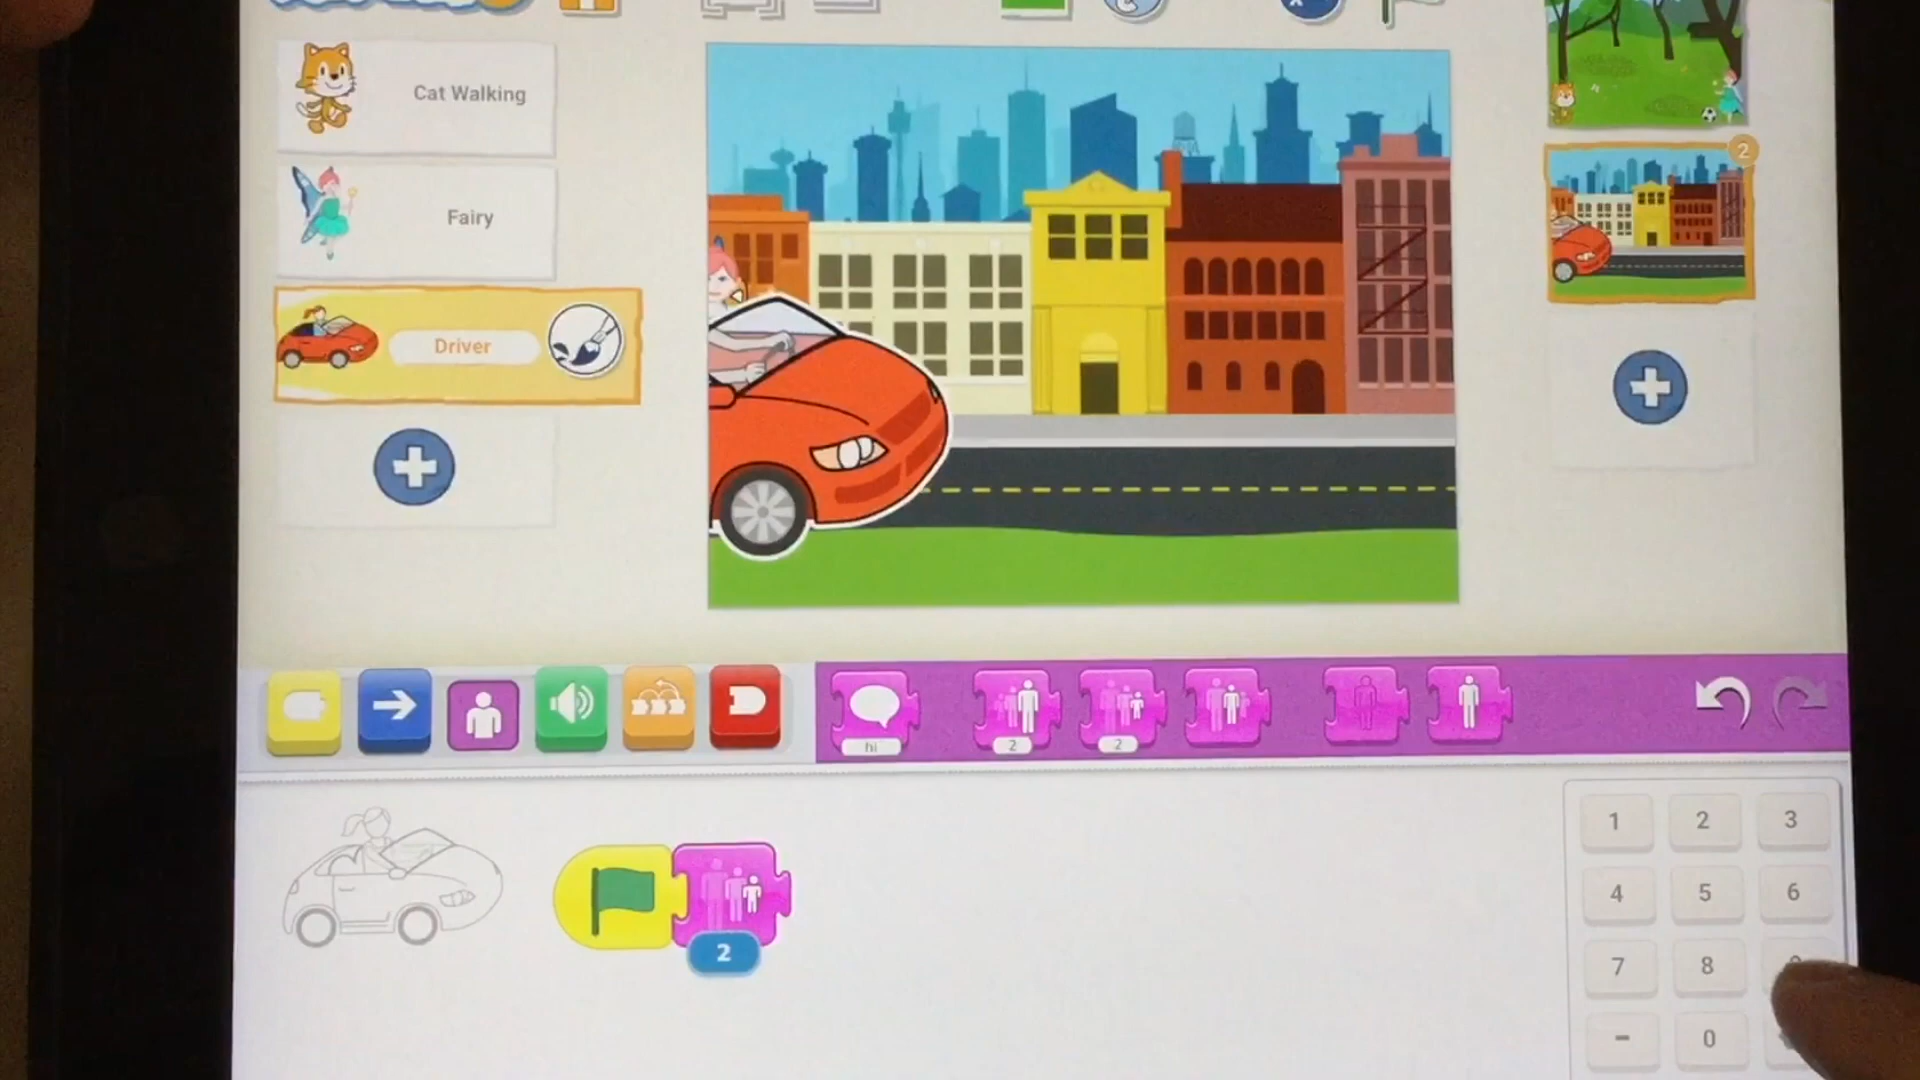 Cat Walking
Fairy
Driver
2
hi
2
2
2
1 2 3
4 5 6
7 8
- 0